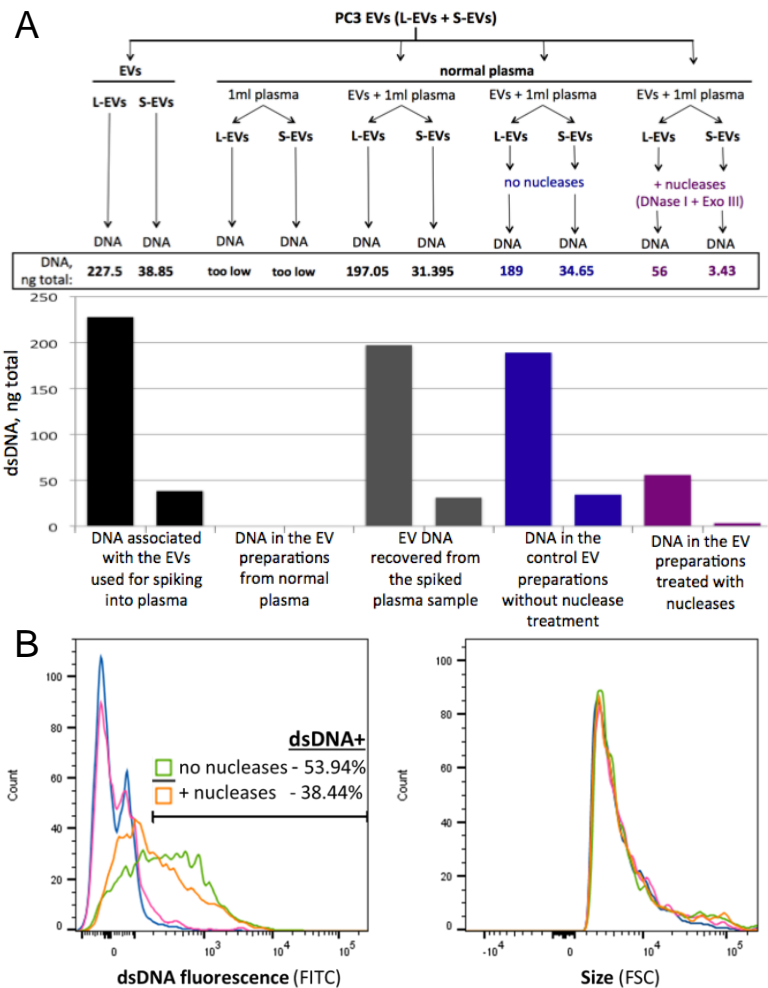 A
PC3 EVs (L-EVs + S-EVs)
EVs
normal plasma
1ml plasma
EVs + 1ml plasma
EVs + 1ml plasma
EVs + 1ml plasma
L-EVs S-EVs
L-EVs S-EVs
L-EVs S-EVs
L-EVs S-EVs
L-EVs S-EVs
no nucleases
+ nucleases
(DNase I + Exo III)
DNA DNA DNA DNA DNA DNA DNA DNA DNA DNA
DNA,
ng total: 227.5 38.85 too low too low 197.05 31.395 189 34.65 56 3.43
dsDNA, ng total
250
200
150
100
50
0
DNA associated
with the EVs
used for spiking
into plasma
DNA in the EV
preparations
from normal
plasma
EV DNA
recovered from
the spiked
plasma sample
DNA in the
control EV
preparations
without nuclease
treatment
DNA in the EV
preparations
treated with
nucleases
B
Count
100
80
60
40
20
0
dsDNA+
no nucleases - 53.94%
+ nucleases - 38.44%
0 10³ 10⁴ 10⁵
dsDNA fluorescence (FITC)
Count
100
80
60
40
20
0
-10⁴ 0 10⁴ 10⁵
Size (FSC)